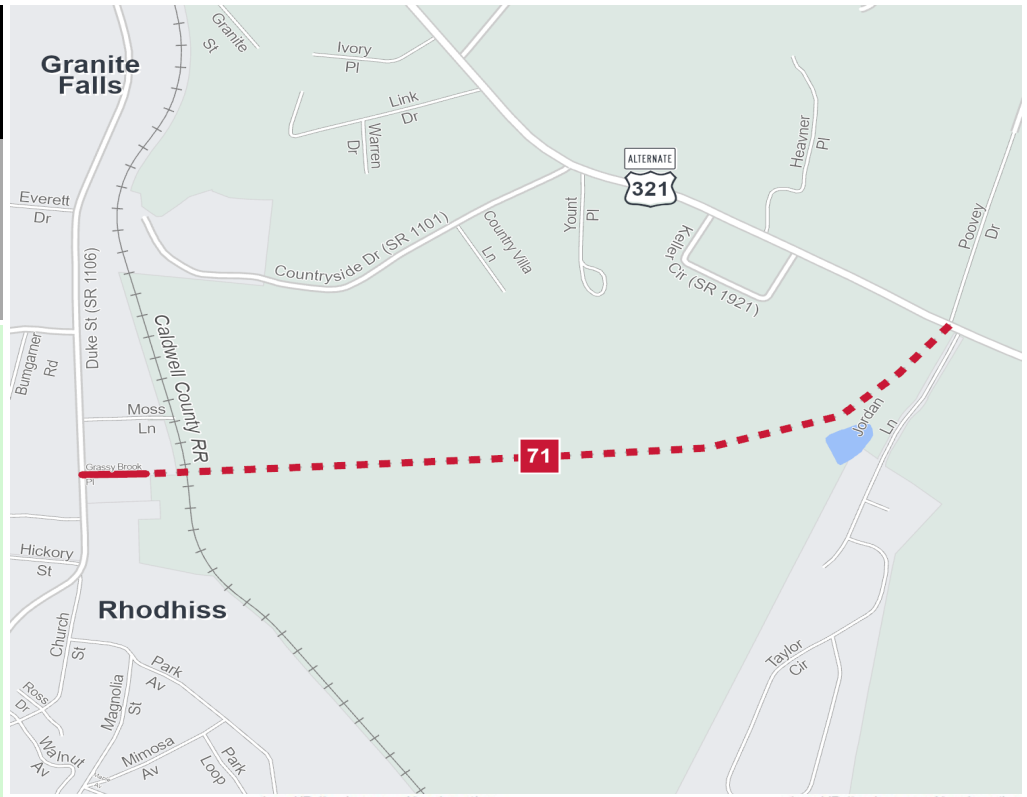 Granite
St
Ivory
Pl
Granite
Falls
Link
Dr
Warren
Dr
Heavner
Pl
ALTERNATE
321
Everett
Dr
Yount
Pl
Poovey
Dr
Country Villa
Ln
Countryside Dr (SR 1101)
Keller Cir (SR 1921)
Duke St (SR 1106)
Caldwell County RR
Bumgarner
Rd
Moss
Ln
Jordan
Ln
71
Grassy Brook
Pl
Hickory
St
Rhodhiss
Church
St
Park
Av
Taylor
Cir
Ross
Dr
Magnolia
St
Walnut
Av
Mimosa
Av
Park
Loop
Maple
Av